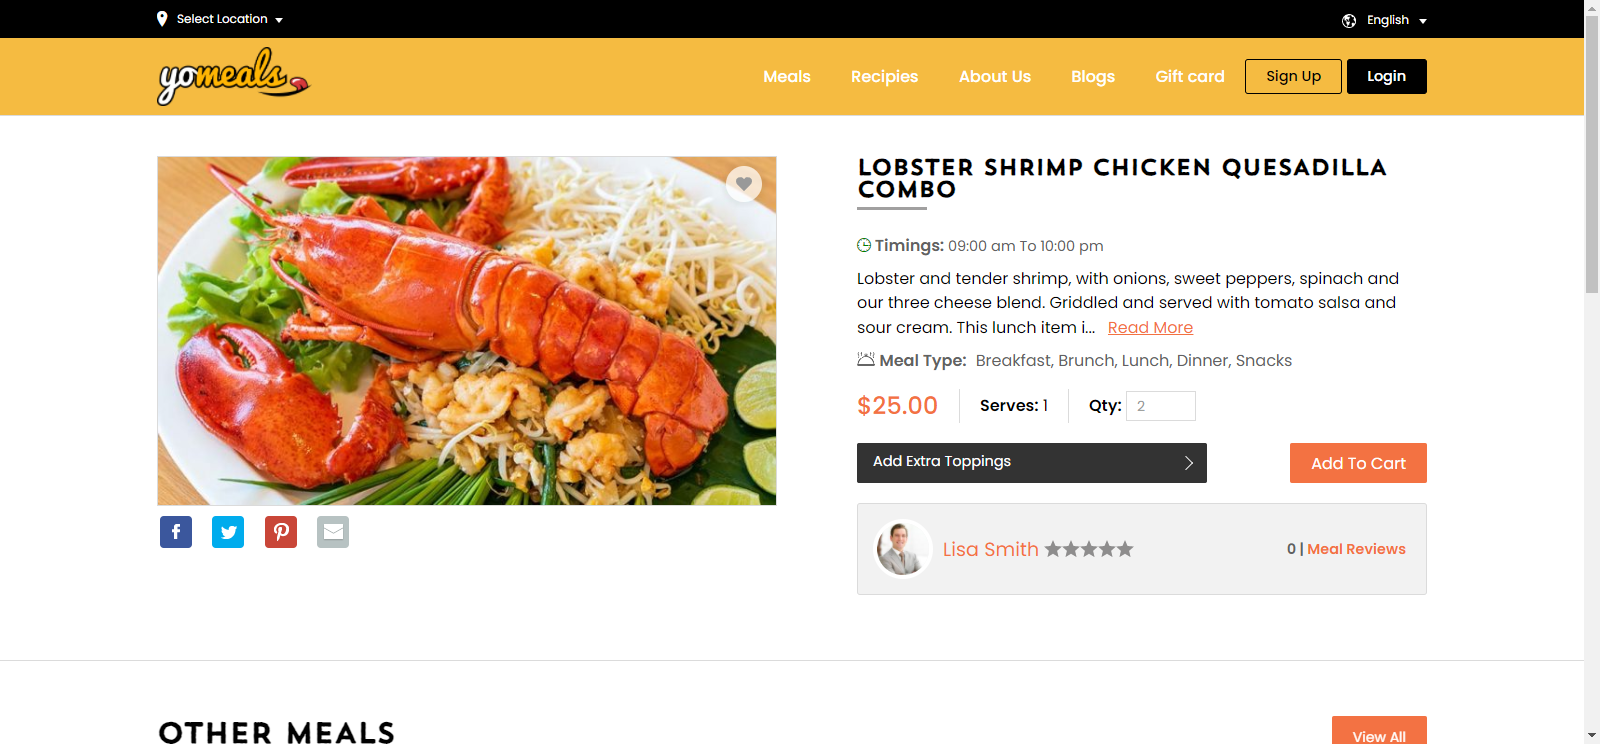 Select Location
English
yomeals
Meals
Recipies
About Us
Blogs
Gift card
Sign Up
Login
LOBSTER SHRIMP CHICKEN QUESADILLA
COMBO
Timings: 09:00 am To 10:00 pm
Lobster and tender shrimp, with onions, sweet peppers, spinach and
our three cheese blend. Griddled and served with tomato salsa and
sour cream. This lunch item i... Read More
Meal Type: Breakfast, Brunch, Lunch, Dinner, Snacks
$25.00
Serves: 1
Qty: 2
Add Extra Toppings
Add To Cart
Lisa Smith
0 | Meal Reviews
OTHER MEALS
View All